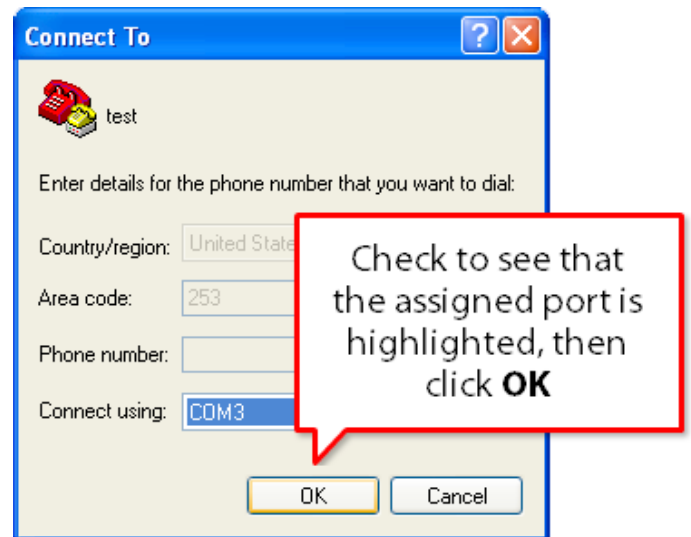 Connect To
test
Enter details for the phone number that you want to dial:
Country/region: United State
Area code: 253
Phone number:
Connect using: COM3
Check to see that
the assigned port is
highlighted, then
click OK
OK Cancel